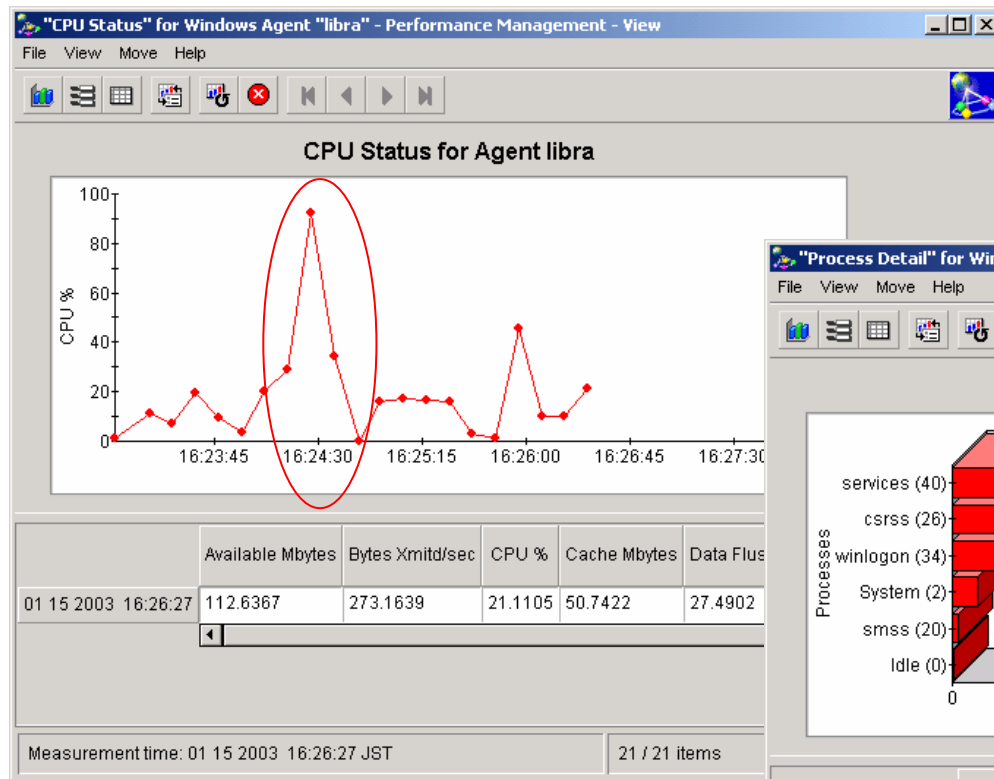 "CPU Status" for Windows Agent "libra" - Performance Management - View
File View Move Help
CPU Status for Agent libra
CPU %
100
80
60
40
20
0
16:23:45 16:24:30 16:25:15 16:26:00 16:26:45 16:27:30
Available Mbytes Bytes Xmitd/sec CPU % Cache Mbytes Data Flus
01 15 2003 16:26:27 112.6367 273.1639 21.1105 50.7422 27.4902
Measurement time: 01 15 2003 16:26:27 JST
21 / 21 items
"Process Detail" for Wi
File View Move Help
Processes
services (40)
csrss (26)
winlogon (34)
System (2)
smss (20)
Idle (0)
0